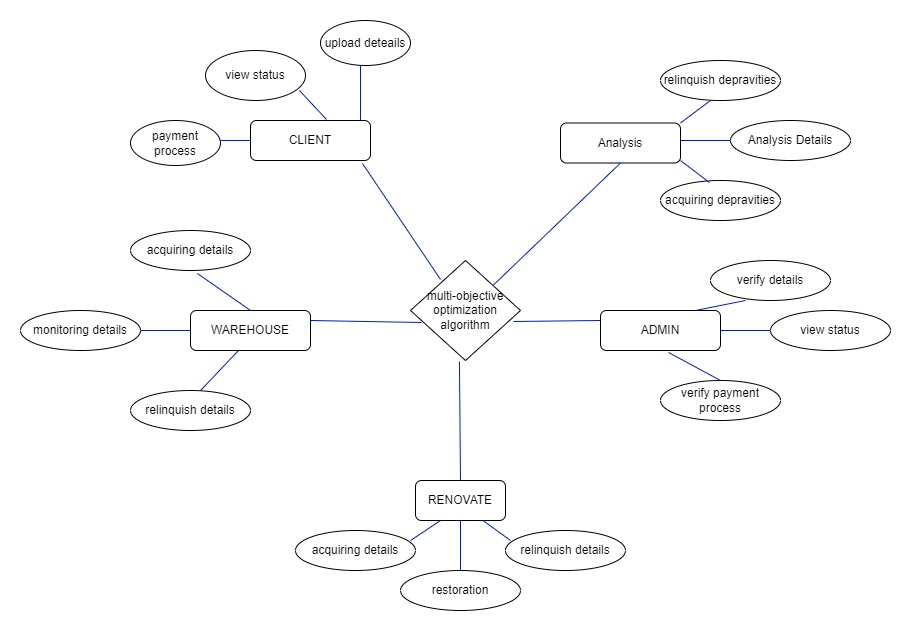 upload deteails
view status
payment
process
CLIENT
relinquish depravities
Analysis
Analysis Details
acquiring depravities
acquiring details
monitoring details
WAREHOUSE
relinquish details
multi-objective
optimization
algorithm
verify details
ADMIN
view status
verify payment
process
RENOVATE
acquiring details
relinquish details
restoration